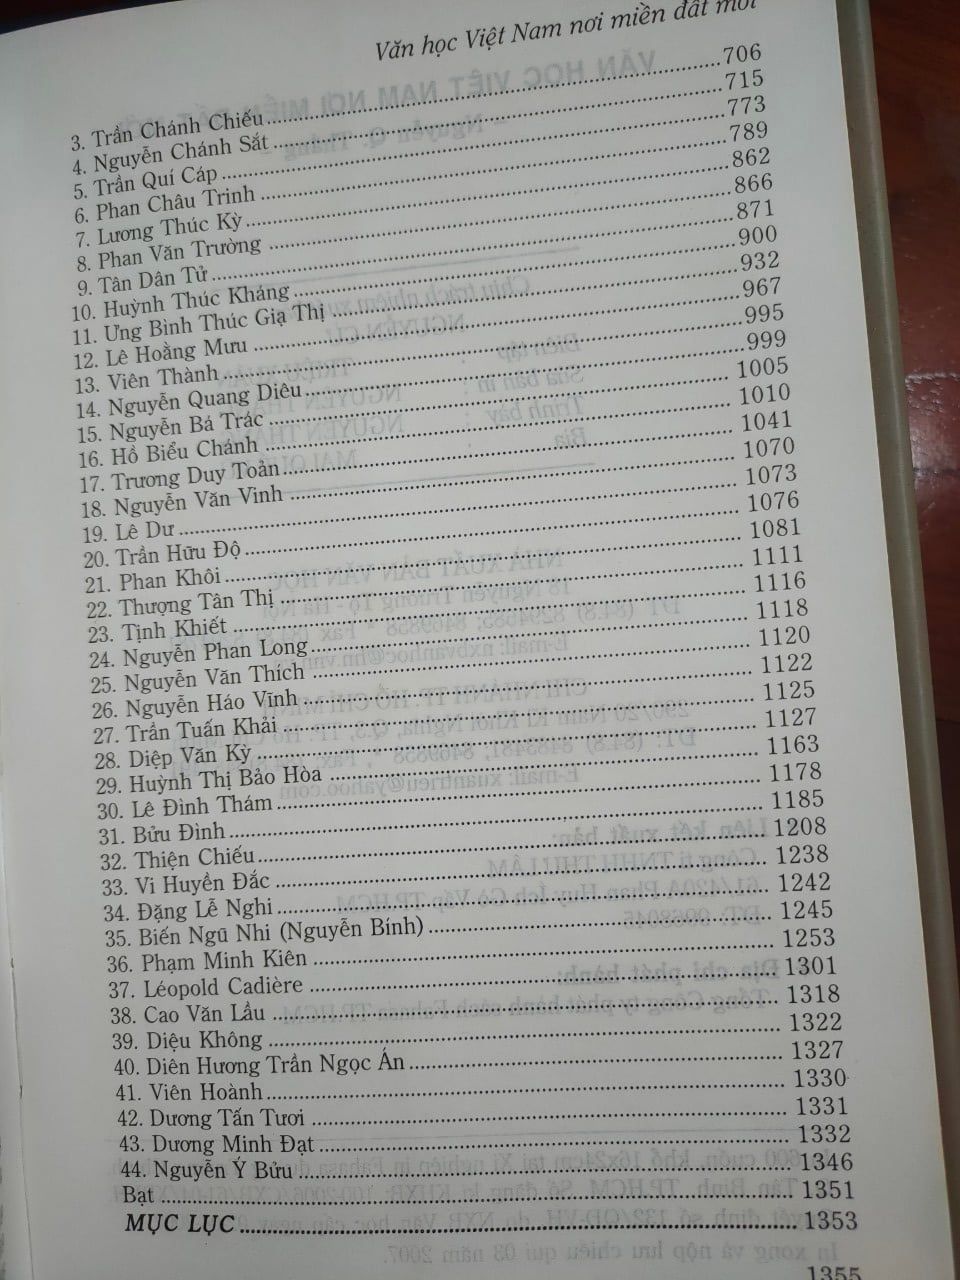 Văn học Việt Nam nơi miền đất mới
3. Trần Chánh Chiếu 706
4. Nguyễn Chánh Sắt 715
5. Trần Quí Cáp 773
6. Phan Châu Trinh 789
7. Lương Thúc Kỳ 862
8. Phan Văn Trường 866
9. Tân Dân Tử 871
10. Huỳnh Thúc Kháng 900
11. Ưng Bình Thúc Giạ Thị 932
12. Lê Hoằng Mưu 967
13. Viên Thành 995
14. Nguyễn Quang Diêu 999
15. Nguyễn Bá Trác 1005
16. Hồ Biểu Chánh 1010
17. Trương Duy Toản 1041
18. Nguyễn Văn Vinh 1070
19. Lê Dư 1073
20. Trần Hữu Độ 1076
21. Phan Khôi 1081
22. Thượng Tân Thị 1111
23. Tịnh Khiết 1116
24. Nguyễn Phan Long 1118
25. Nguyễn Văn Thích 1120
26. Nguyễn Háo Vĩnh 1122
27. Trần Tuấn Khải 1125
28. Diệp Văn Kỳ 1127
29. Huỳnh Thị Bảo Hòa 1163
30. Lê Đình Thám 1178
31. Bửu Đình 1185
32. Thiện Chiếu 1208
33. Vi Huyền Đắc 1238
34. Đặng Lễ Nghi 1242
35. Biến Ngũ Nhi (Nguyễn Bính) 1245
36. Phạm Minh Kiên 1253
37. Léopold Cadière 1301
38. Cao Văn Lầu 1318
39. Diệu Không 1322
40. Diên Hương Trần Ngọc Án 1327
41. Viên Hoành 1330
42. Dương Tấn Tươi 1331
43. Dương Minh Đạt 1332
44. Nguyễn Ý Bửu 1346
Bạt 1351
MỤC LỤC 1353
1355